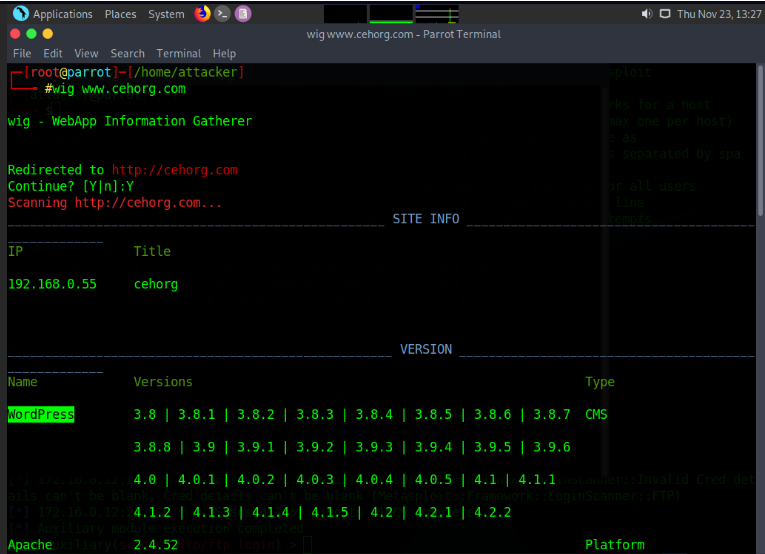 Applications Places System Thu Nov 23, 13:27
wig www.cehorg.com - Parrot Terminal
File Edit View Search Terminal Help
[root@parrot]-[/home/attacker]
#wig www.cehorg.com
wig - WebApp Information Gatherer
Redirected to http://cehorg.com
Continue? [Y|n]:Y
Scanning http://cehorg.com...
SITE INFO
IP Title
192.168.0.55 cehorg
VERSION
Name Versions Type
WordPress 3.8 | 3.8.1 | 3.8.2 | 3.8.3 | 3.8.4 | 3.8.5 | 3.8.6 | 3.8.7 CMS
3.8.8 | 3.9 | 3.9.1 | 3.9.2 | 3.9.3 | 3.9.4 | 3.9.5 | 3.9.6
4.0 | 4.0.1 | 4.0.2 | 4.0.3 | 4.0.4 | 4.0.5 | 4.1 | 4.1.1
4.1.2 | 4.1.3 | 4.1.4 | 4.1.5 | 4.2 | 4.2.1 | 4.2.2
[*] Auxiliary module execution completed
Apache 2.4.52 Platform